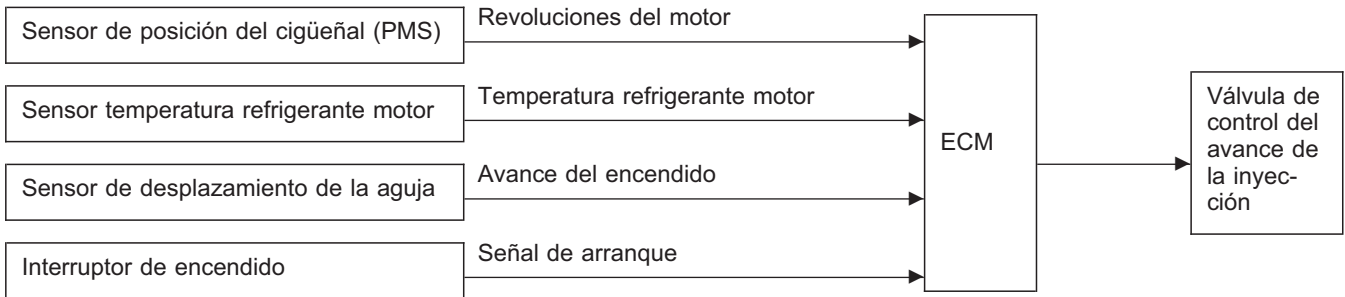 Sensor de posición del cigüeñal (PMS)
Revoluciones del motor
Sensor temperatura refrigerante motor
Temperatura refrigerante motor
Sensor de desplazamiento de la aguja
Avance del encendido
Interruptor de encendido
Señal de arranque
ECM
Válvula de
control del
avance de
la inyec-
ción